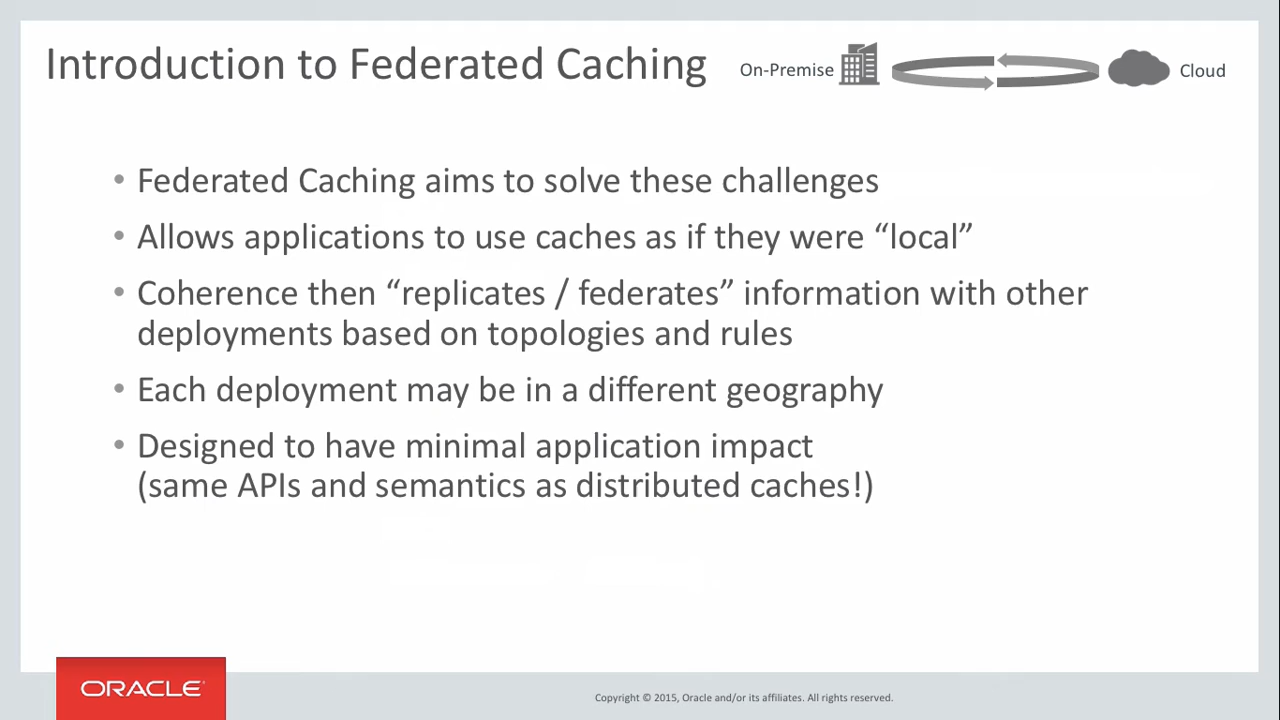 Introduction to Federated Caching
On-Premise
Cloud
• Federated Caching aims to solve these challenges
• Allows applications to use caches as if they were “local”
• Coherence then “replicates / federates” information with other
deployments based on topologies and rules
• Each deployment may be in a different geography
• Designed to have minimal application impact
(same APIs and semantics as distributed caches!)
ORACLE
Copyright © 2015, Oracle and/or its affiliates. All rights reserved.